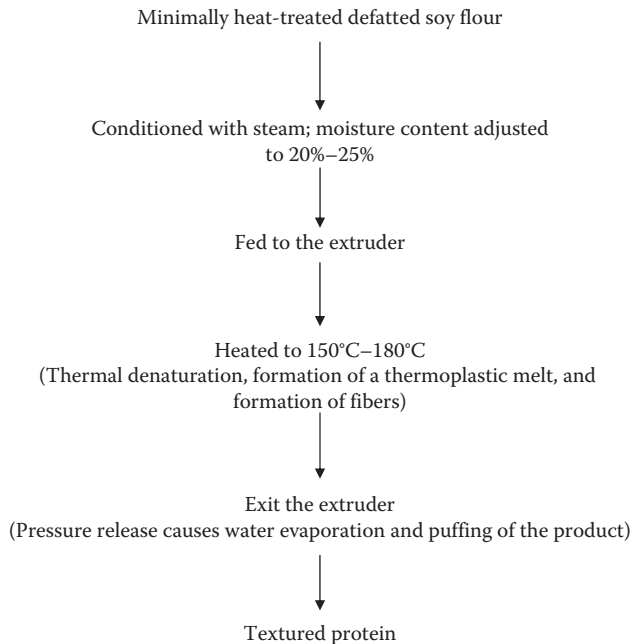 Minimally heat-treated defatted soy flour
Conditioned with steam; moisture content adjusted
to 20%–25%
Fed to the extruder
Heated to 150°C–180°C
(Thermal denaturation, formation of a thermoplastic melt, and
formation of fibers)
Exit the extruder
(Pressure release causes water evaporation and puffing of the product)
Textured protein